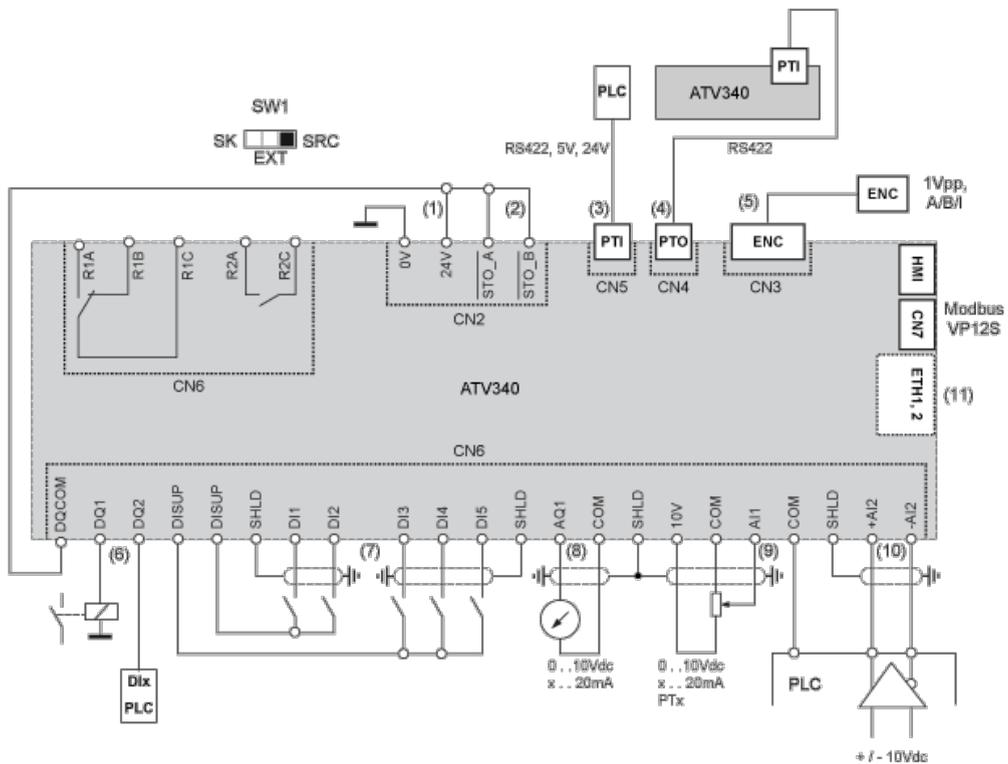 PTI
PLC
ATV340
SW1
SK
SRC
EXT
RS422, 5V, 24V
RS422
(1)
(2)
(3)
(4)
(5)
ENC
1Vpp,
A/B/I
R1A
R1B
R1C
R2A
R2C
0V
24V
STO_A
STO_B
PTI
PTO
ENC
HMI
CN5
CN4
CN3
CN2
CN7
Modbus
VP12S
CN6
ATV340
ETH1, 2
(11)
CN6
DQCOM
DQ1
DQ2
DISUP
DISUP
SHLD
DI1
DI2
DI3
DI4
DI5
SHLD
AQ1
COM
SHLD
10V
COM
AI1
COM
SHLD
+AI2
-AI2
(6)
(7)
(8)
(9)
(10)
0 . . 10Vdc
x . . 20mA
0 . . 10Vdc
x . . 20mA
PTx
DIx
PLC
PLC
+ / - 10Vdc